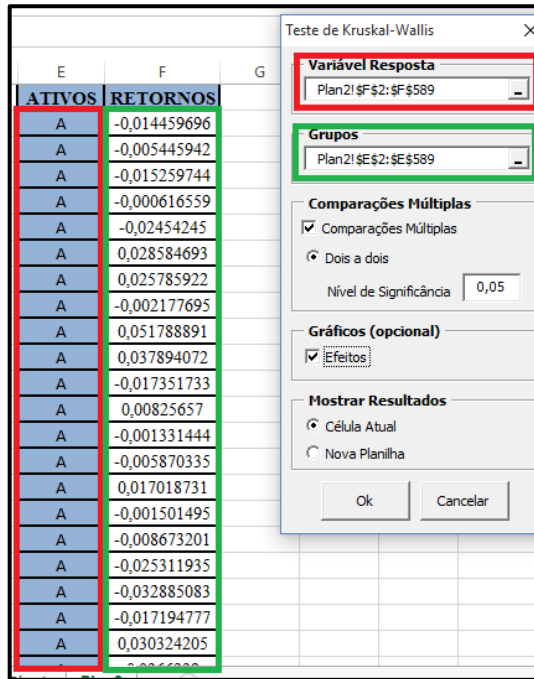 E F G
ATIVOS RETORNOS
A -0,014459696
A -0,005445942
A -0,015259744
A -0,000616559
A -0,02454245
A 0,028584693
A 0,025785922
A -0,002177695
A 0,051788891
A 0,037894072
A -0,017351733
A 0,00825657
A -0,001331444
A -0,005870335
A 0,017018731
A -0,001501495
A -0,008673201
A -0,025311935
A -0,032885083
A -0,017194777
A 0,030324205
Teste de Kruskal-Wallis
Variável Resposta
Plan2!$F$2:$F$589
Grupos
Plan2!$E$2:$E$589
Comparações Múltiplas
Comparações Múltiplas
Dois a dois
Nível de Significância 0,05
Gráficos (opcional)
Efeitos
Mostrar Resultados
Célula Atual
Nova Planilha
Ok Cancelar